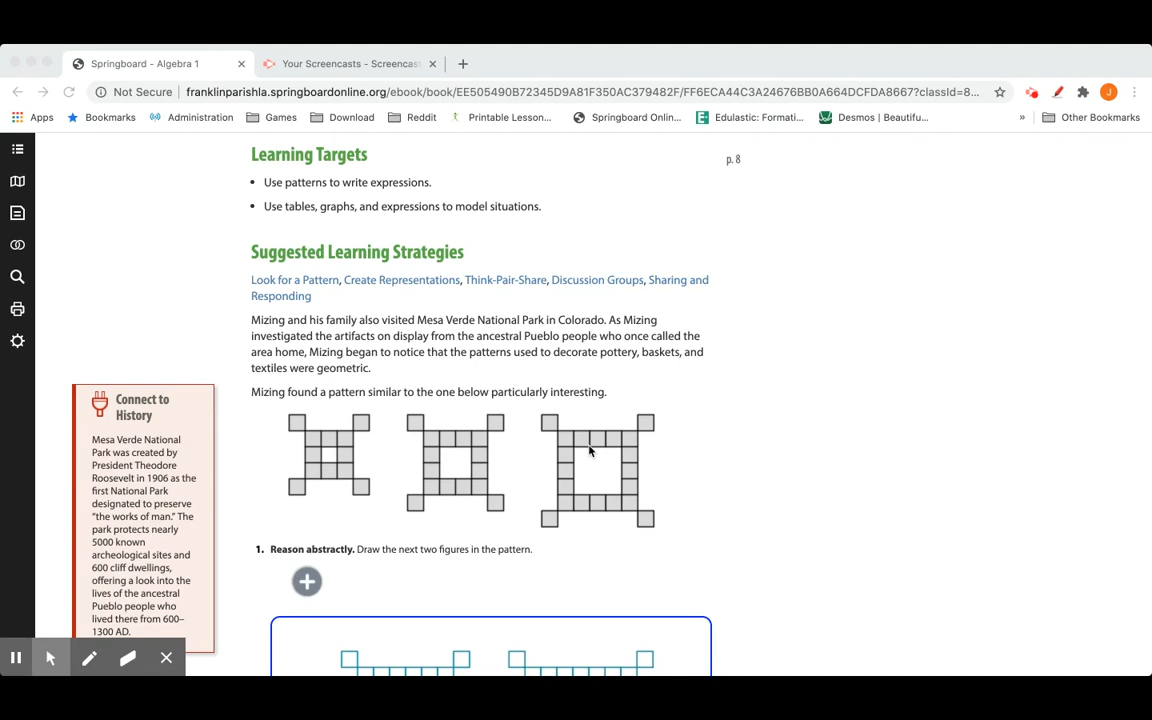 Springboard - Algebra 1
Your Screencasts - Screencast
Not Secure
franklinparishla.springboardonline.org/ebook/book/EE505490B72345D9A81F350AC379482F/FF6ECA44C3A24676BB0A664DCFDA8667?classId=8...
J
Apps
Bookmarks
Administration
Games
Download
Reddit
Printable Lesson...
Springboard Onlin...
Edulastic: Formati...
Desmos | Beautifu...
»
Other Bookmarks
Learning Targets
p. 8
• Use patterns to write expressions.
• Use tables, graphs, and expressions to model situations.
Suggested Learning Strategies
Look for a Pattern, Create Representations, Think-Pair-Share, Discussion Groups, Sharing and
Responding
Mizing and his family also visited Mesa Verde National Park in Colorado. As Mizing
investigated the artifacts on display from the ancestral Pueblo people who once called the
area home, Mizing began to notice that the patterns used to decorate pottery, baskets, and
textiles were geometric.
Mizing found a pattern similar to the one below particularly interesting.
Connect to
History
Mesa Verde National
Park was created by
President Theodore
Roosevelt in 1906 as the
first National Park
designated to preserve
“the works of man.” The
park protects nearly
5000 known
archeological sites and
600 cliff dwellings,
offering a look into the
lives of the ancestral
Pueblo people who
lived there from 600–
1300 AD.
1. Reason abstractly. Draw the next two figures in the pattern.